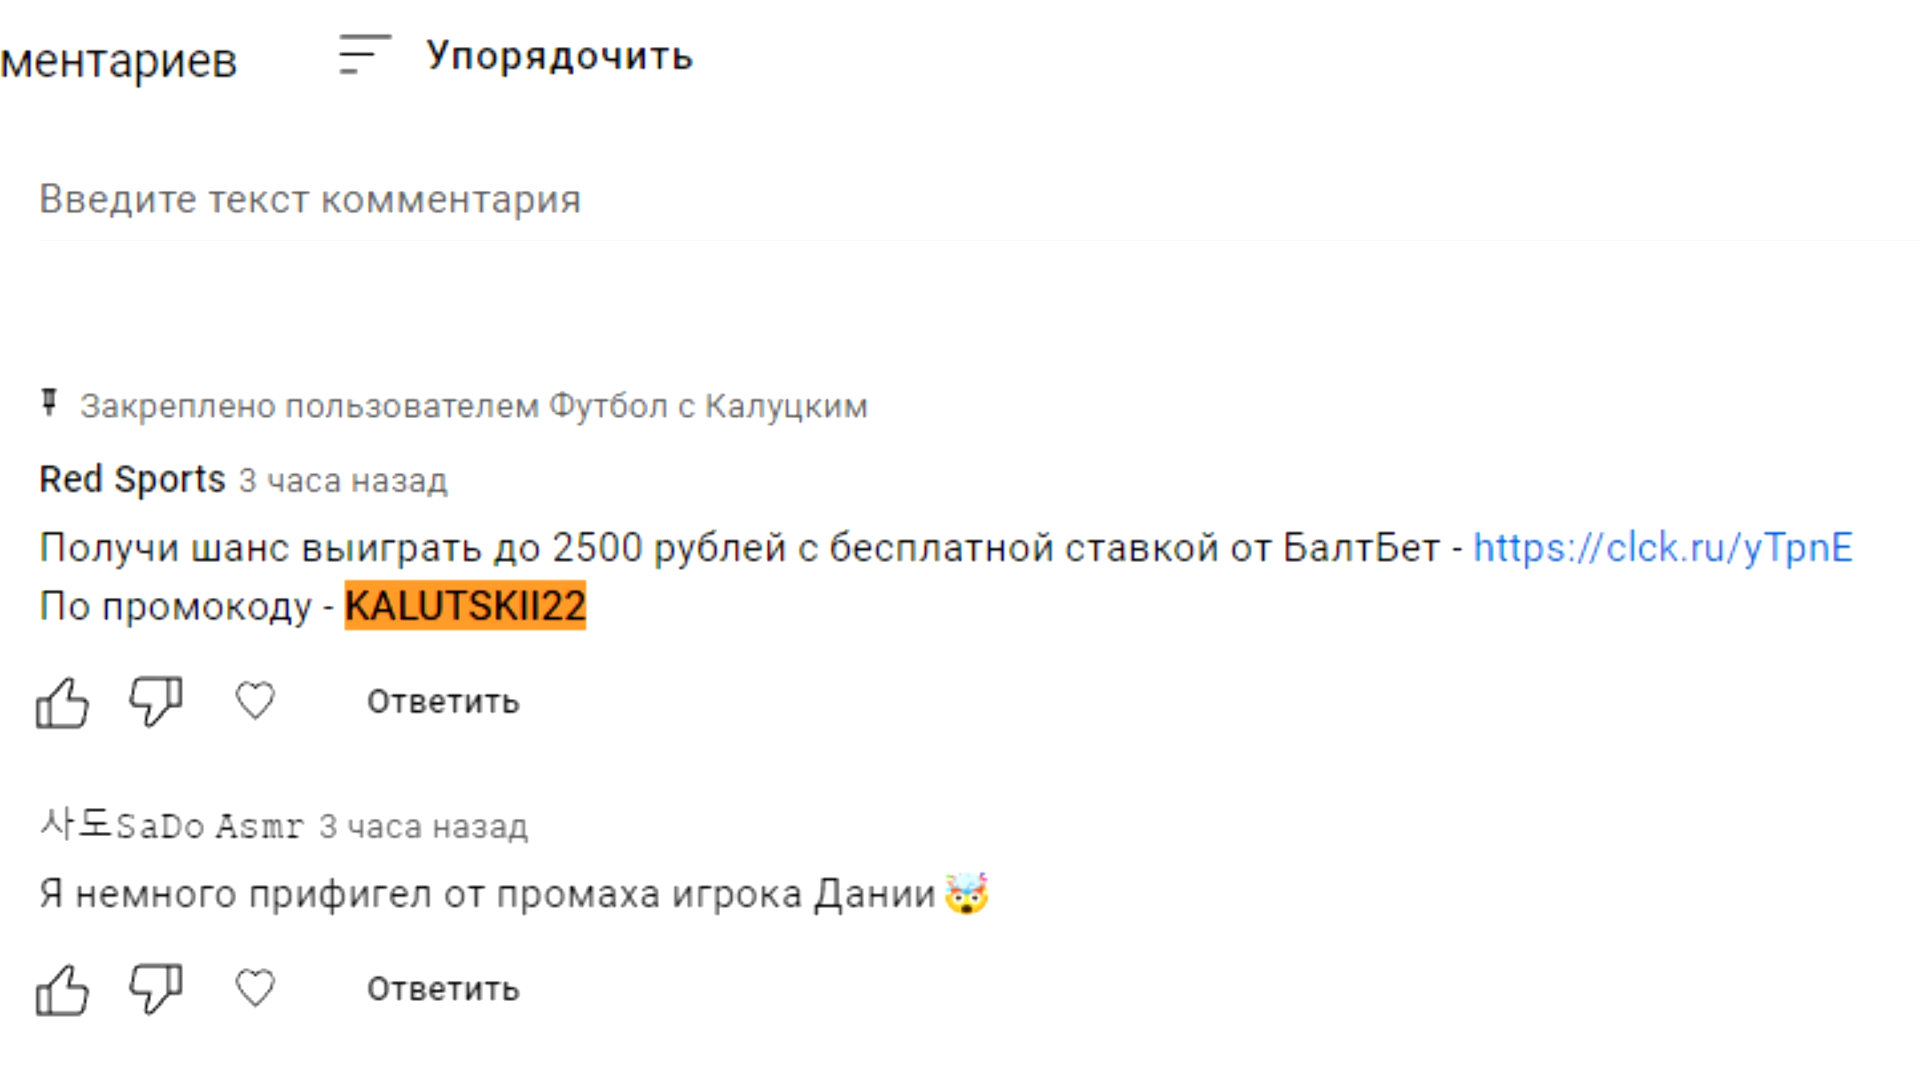 ментариев
Упорядочить
Введите текст комментария
Закреплено пользователем Футбол с Калуцким
Red Sports 3 часа назад
Получи шанс выиграть до 2500 рублей с бесплатной ставкой от БалтБет - https://clck.ru/yTpnE
По промокоду - KALUTSKII22
Ответить
사도SaDo Asmr 3 часа назад
Я немного прифигел от промаха игрока Дании🤯
Ответить